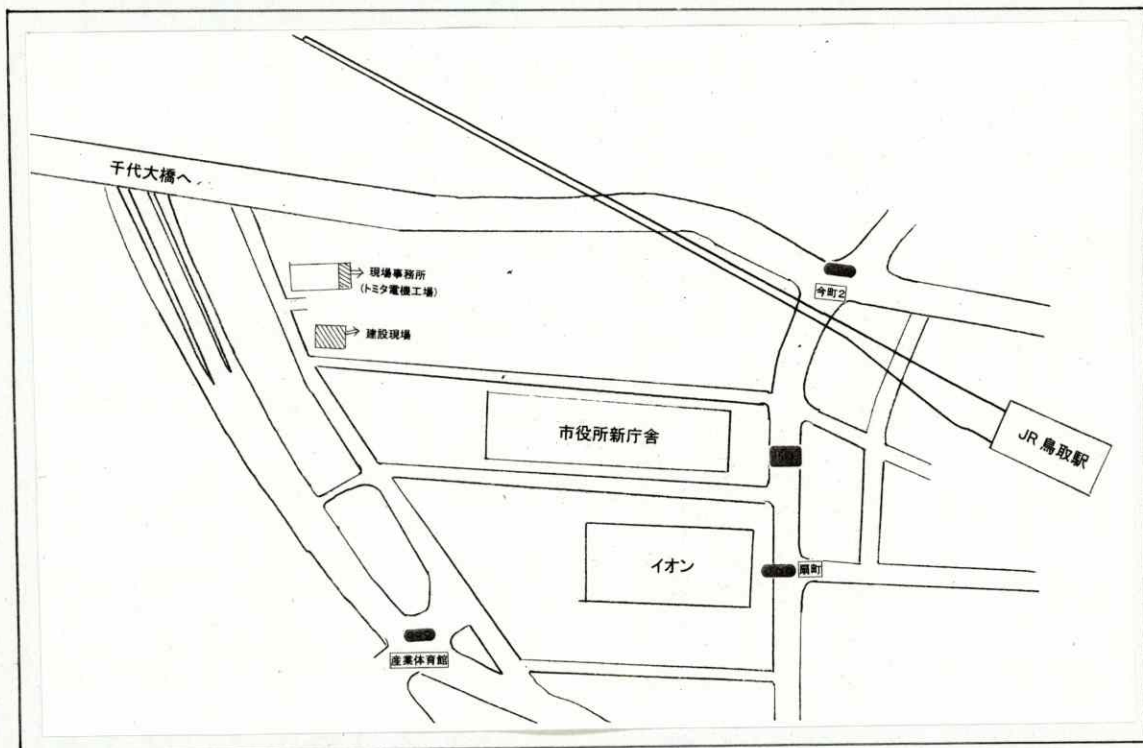 千代大橋へ
現場事務所
(トミタ電機工場)
今町2
建設現場
市役所新庁舎
JR 鳥取駅
イオン
扇町
産業体育館